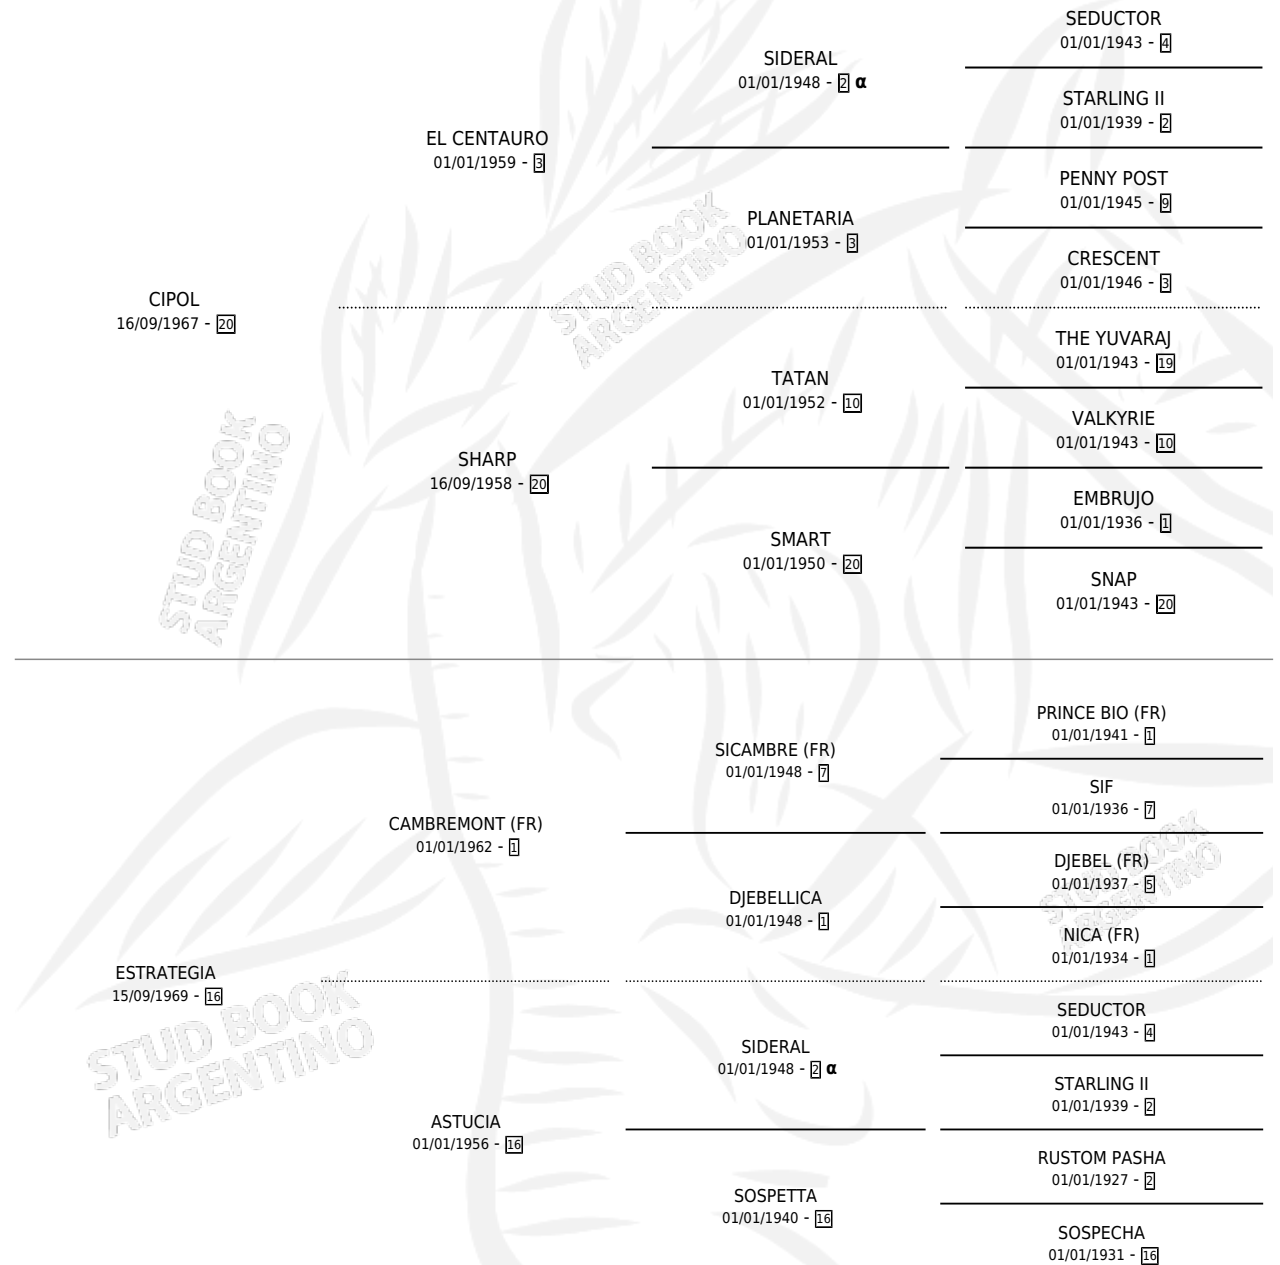 SEDUCTOR
01/01/1943 - 4
SIDERAL
01/01/1948 - 2 α
STARLING II
01/01/1939 - 2
EL CENTAURO
01/01/1959 - 3
PENNY POST
01/01/1945 - 9
PLANETARIA
01/01/1953 - 3
CRESCENT
01/01/1946 - 3
CIPOL
16/09/1967 - 20
THE YUVARAJ
01/01/1943 - 19
TATAN
01/01/1952 - 10
VALKYRIE
01/01/1943 - 10
SHARP
16/09/1958 - 20
EMBRUJO
01/01/1936 - 1
SMART
01/01/1950 - 20
SNAP
01/01/1943 - 20
PRINCE BIO (FR)
01/01/1941 - 1
SICAMBRE (FR)
01/01/1948 - 7
SIF
01/01/1936 - 7
CAMBREMONT (FR)
01/01/1962 - 1
DJEBEL (FR)
01/01/1937 - 5
DJEBELLICA
01/01/1948 - 1
NICA (FR)
01/01/1934 - 1
ESTRATEGIA
15/09/1969 - 16
SEDUCTOR
01/01/1943 - 4
SIDERAL
01/01/1948 - 2 α
STARLING II
01/01/1939 - 2
ASTUCIA
01/01/1956 - 16
RUSTOM PASHA
01/01/1927 - 2
SOSPETTA
01/01/1940 - 16
SOSPECHA
01/01/1931 - 16
STUD BOOK
ARGENTINO
STUD BOOK
ARGENTINO
STUD BOOK
ARGENTINO
STUD BOOK
ARGENTINO